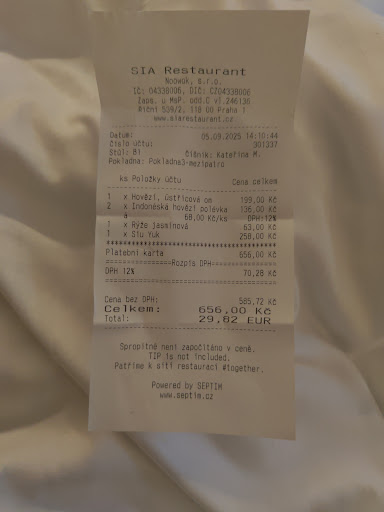 SIA Restaurant
Noowok, s.r.o.
IČ: 04338006, DIČ: CZ04338006
Zaps. u MSP. odd.C vl.246130
Říční 539/2, 118 00 Praha 1
www.siarestaurant.cz
Datum: 05.09.2025 14:10:44
Číslo účtu: 301337
Stůl: B1 Číšník: Kateřina M.
Pokladna: Pokladna3-mezipatro
ks Položky účtu Cena celkem
1 x Hovězí, ústřicová om 199,00 Kč
2 x Indonéská hovězí polévka 136,00 Kč
à 68,00 Kč/ks DPH:12%
1 x Rýže jasmínová 63,00 Kč
1 x Siu Yuk 258,00 Kč
Platební karta 656,00 Kč
Rozpis DPH
DPH 12% 70,28 Kč
Cena bez DPH: 585,72 Kč
Celkem: 656,00 Kč
Total: 29,82 EUR
Spropitné není započítáno v ceně.
TIP is not included.
Patříme k síti restaurací #together.
Powered by SEPTIM
www.septim.cz